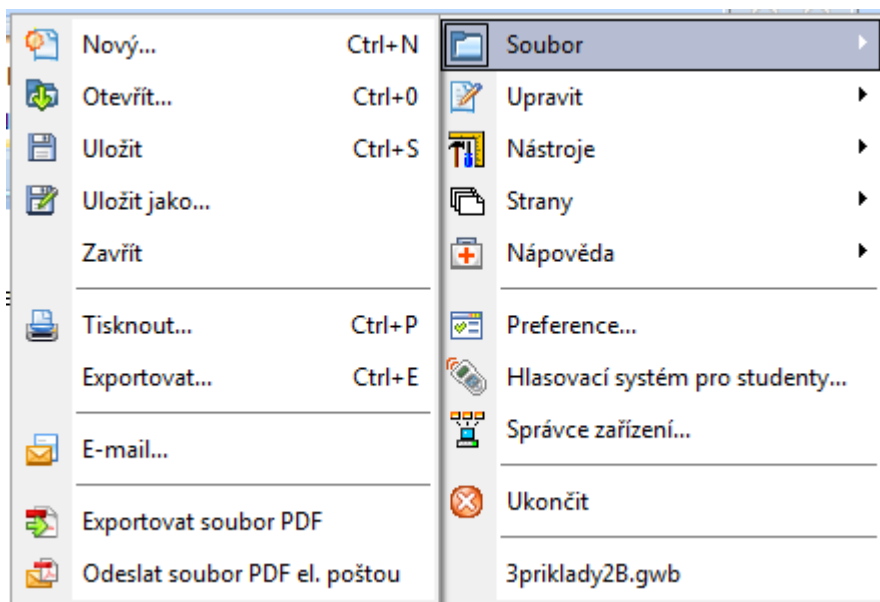 Nový... Ctrl+N
Otevřít... Ctrl+0
Uložit Ctrl+S
Uložit jako...
Zavřít
Tisknout... Ctrl+P
Exportovat... Ctrl+E
E-mail...
Exportovat soubor PDF
Odeslat soubor PDF el. poštou
Soubor
Upravit
Nástroje
Strany
Nápověda
Preference...
Hlasovací systém pro studenty...
Správce zařízení...
Ukončit
3priklady2B.gwb